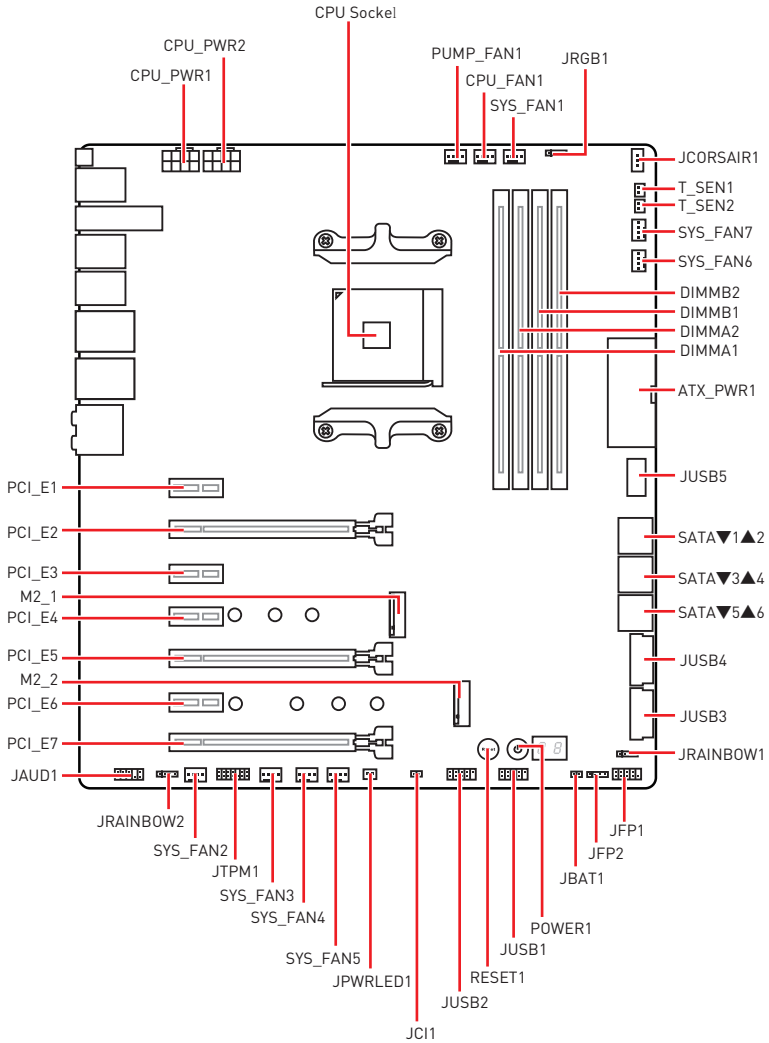 CPU Socket
CPU_PWR2
CPU_PWR1
PUMP_FAN1
JRGB1
CPU_FAN1
SYS_FAN1
JCORSAIR1
T_SEN1
T_SEN2
SYS_FAN7
SYS_FAN6
DIMMB2
DIMMB1
DIMMA2
DIMMA1
ATX_PWR1
JUSB5
SATA▼1▲2
SATA▼3▲4
SATA▼5▲6
JUSB4
JUSB3
JRAINBOW1
PCI_E1
PCI_E2
PCI_E3
M2_1
PCI_E4
PCI_E5
M2_2
PCI_E6
PCI_E7
JAUD1
JRAINBOW2
SYS_FAN2
JTPM1
SYS_FAN3
SYS_FAN4
SYS_FAN5
JPWRLED1
JCI1
JUSB2
RESET1
JUSB1
POWER1
JBAT1
JFP2
JFP1